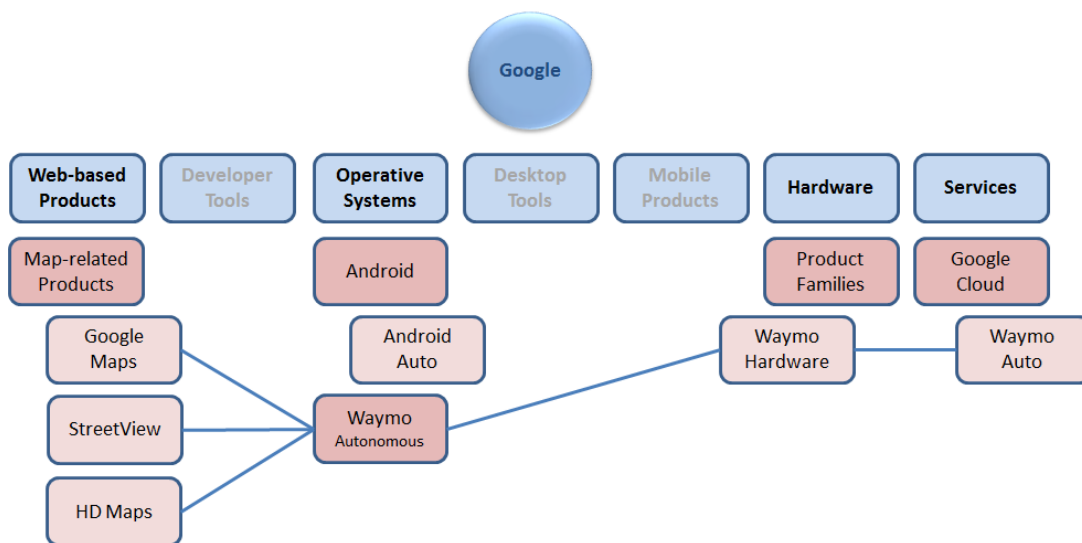 Google
Web-based
Products
Developer
Tools
Operative
Systems
Desktop
Tools
Mobile
Products
Hardware
Services
Map-related
Products
Android
Product
Families
Google
Cloud
Google
Maps
Android
Auto
Waymo
Hardware
Waymo
Auto
StreetView
Waymo
Autonomous
HD Maps